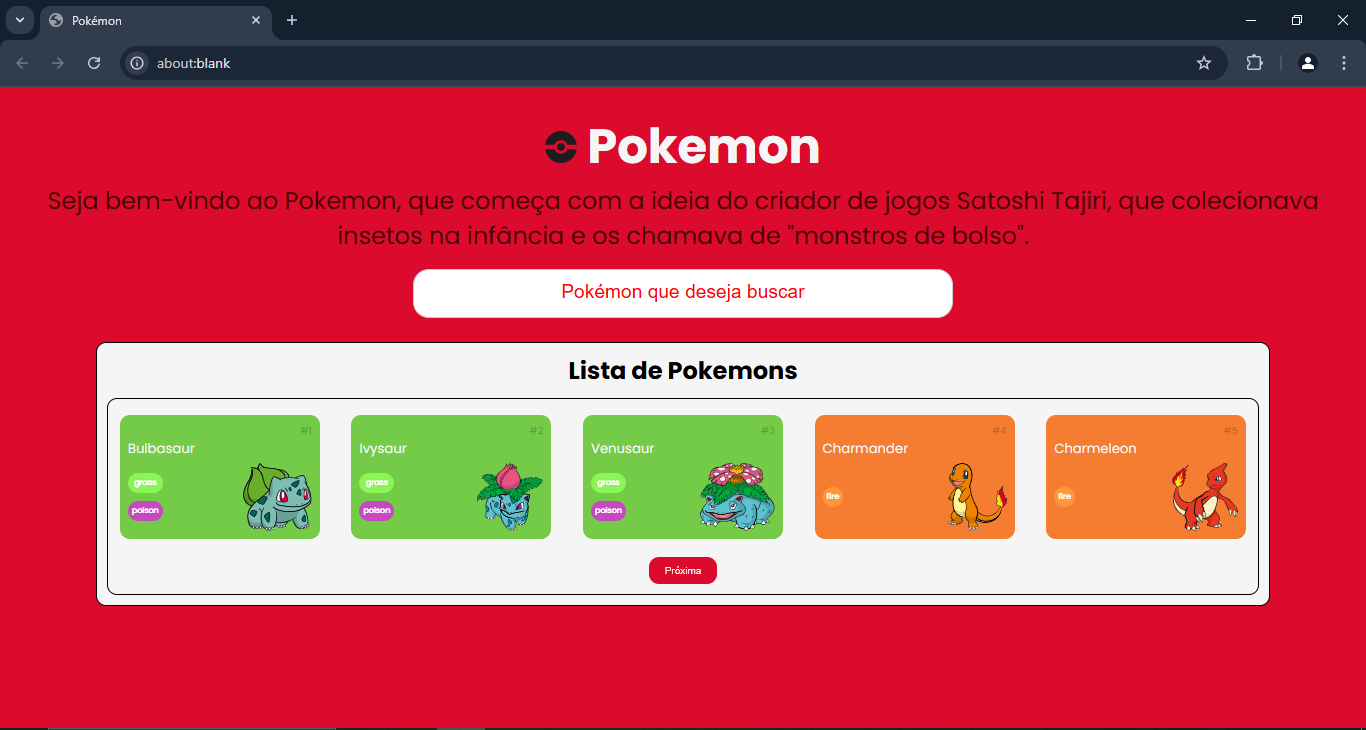 Pokémon
about:blank
Pokemon
Seja bem-vindo ao Pokemon, que começa com a ideia do criador de jogos Satoshi Tajiri, que colecionava
insetos na infância e os chamava de "monstros de bolso".
Pokémon que deseja buscar
Lista de Pokemons
#1
Bulbasaur
grass
poison
#2
Ivysaur
grass
poison
#3
Venusaur
grass
poison
#4
Charmander
fire
#5
Charmeleon
fire
Próxima